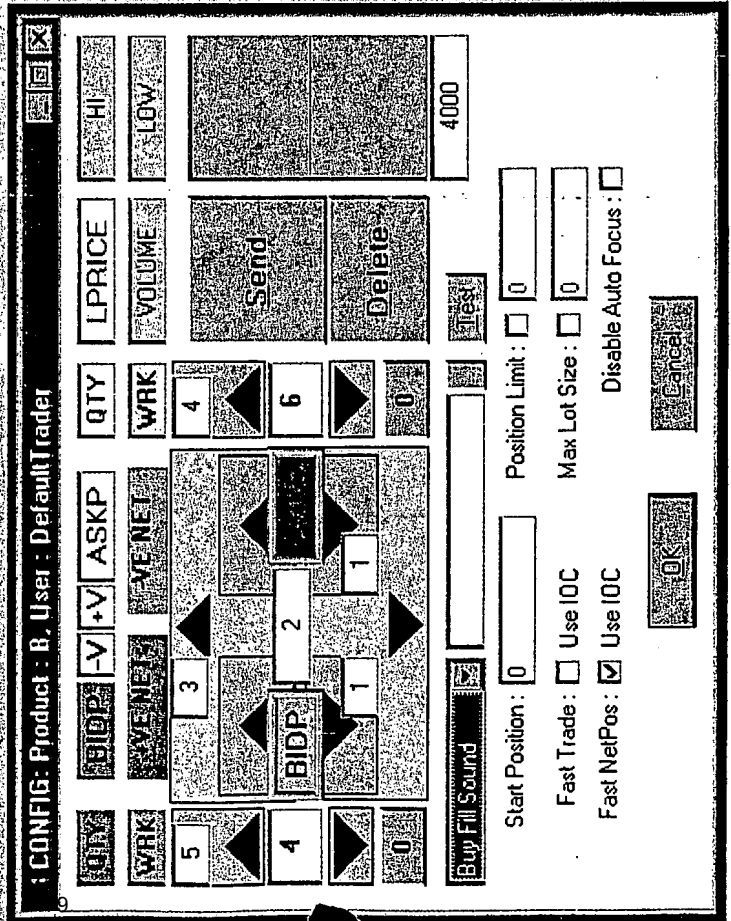 : CONFIG: Product : B, User : DefaultTrader
QTY BIDP -V +V ASKP QTY LPRICE HI
WRK +VE NET -VE NET WRK VOLUME LOW
5 3 4 Send
4 BIDP 2 6
1 1 Delete
0 0 4000
Buy Fill Sound Test
Start Position : 0 Position Limit : 0
Fast Trade : Use IOC Max Lot Size : 0
Fast NetPos : Use IOC Disable Auto Focus :
OK Cancel
9